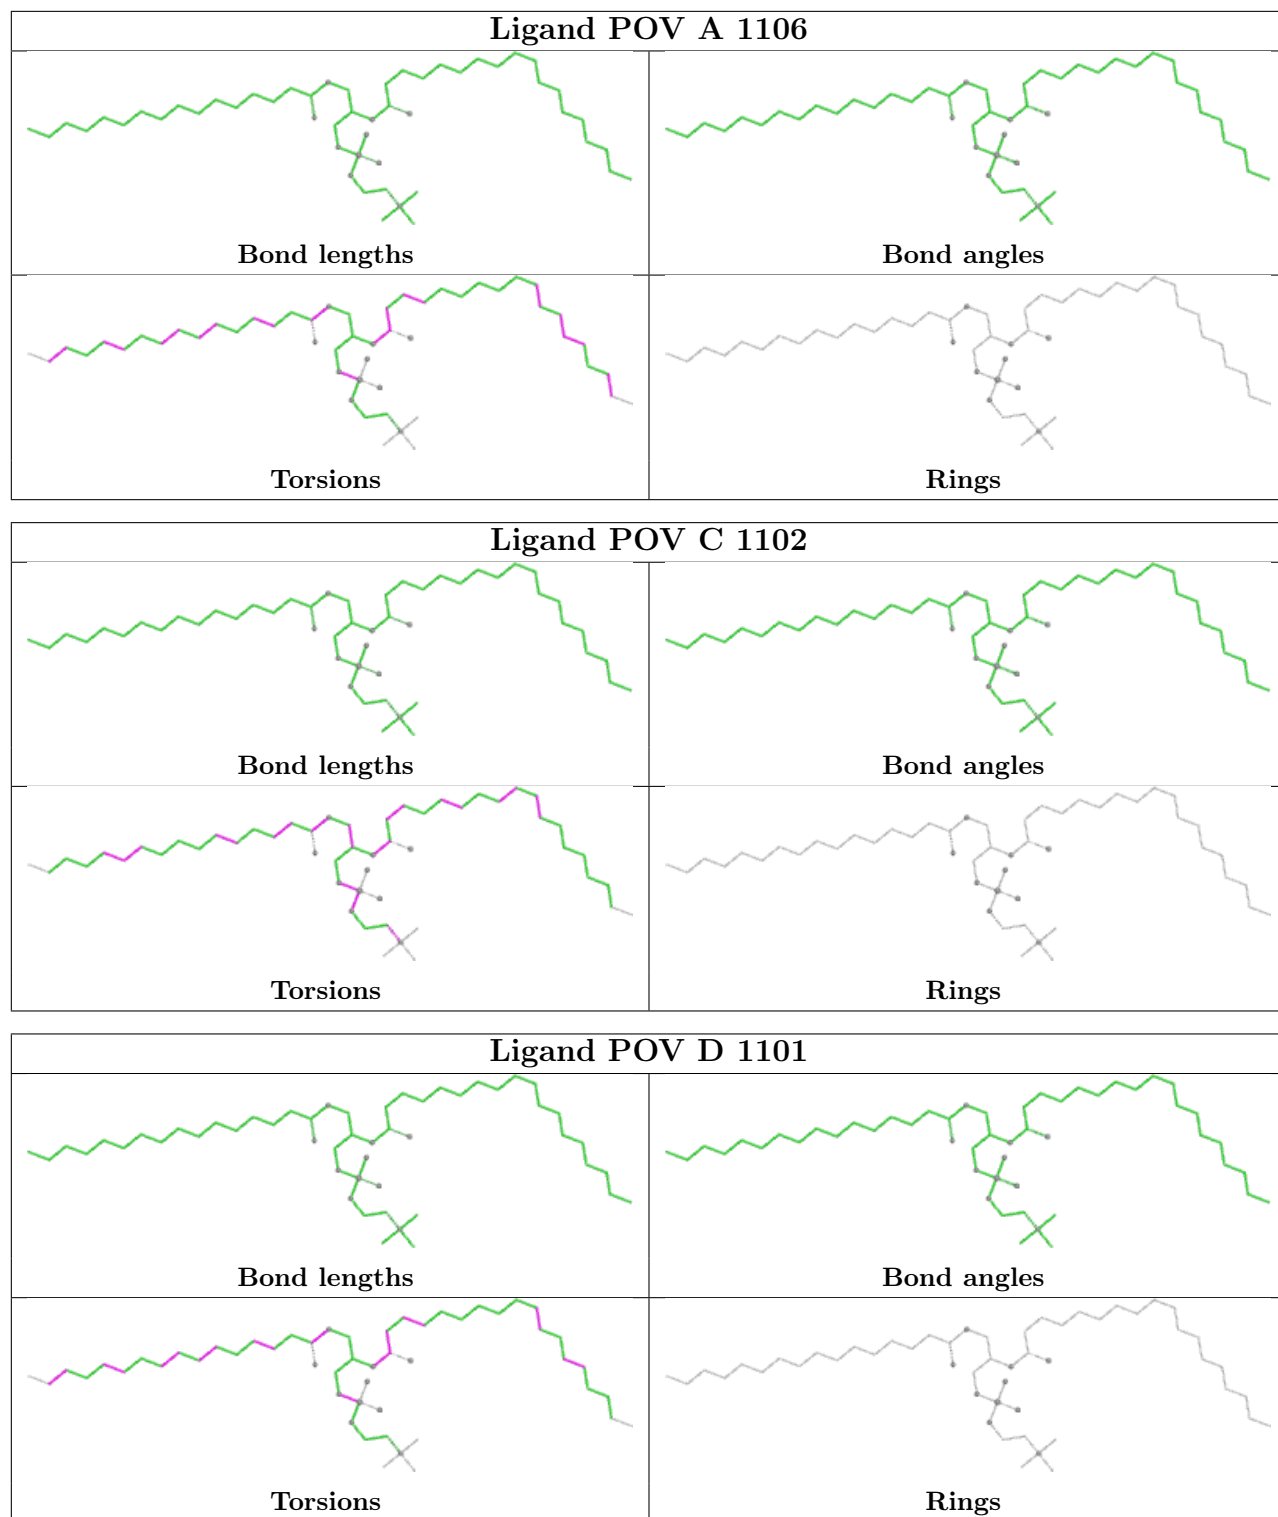 Ligand POV A 1106
Bond lengths
Bond angles
Torsions
Rings
Ligand POV C 1102
Bond lengths
Bond angles
Torsions
Rings
Ligand POV D 1101
Bond lengths
Bond angles
Torsions
Rings